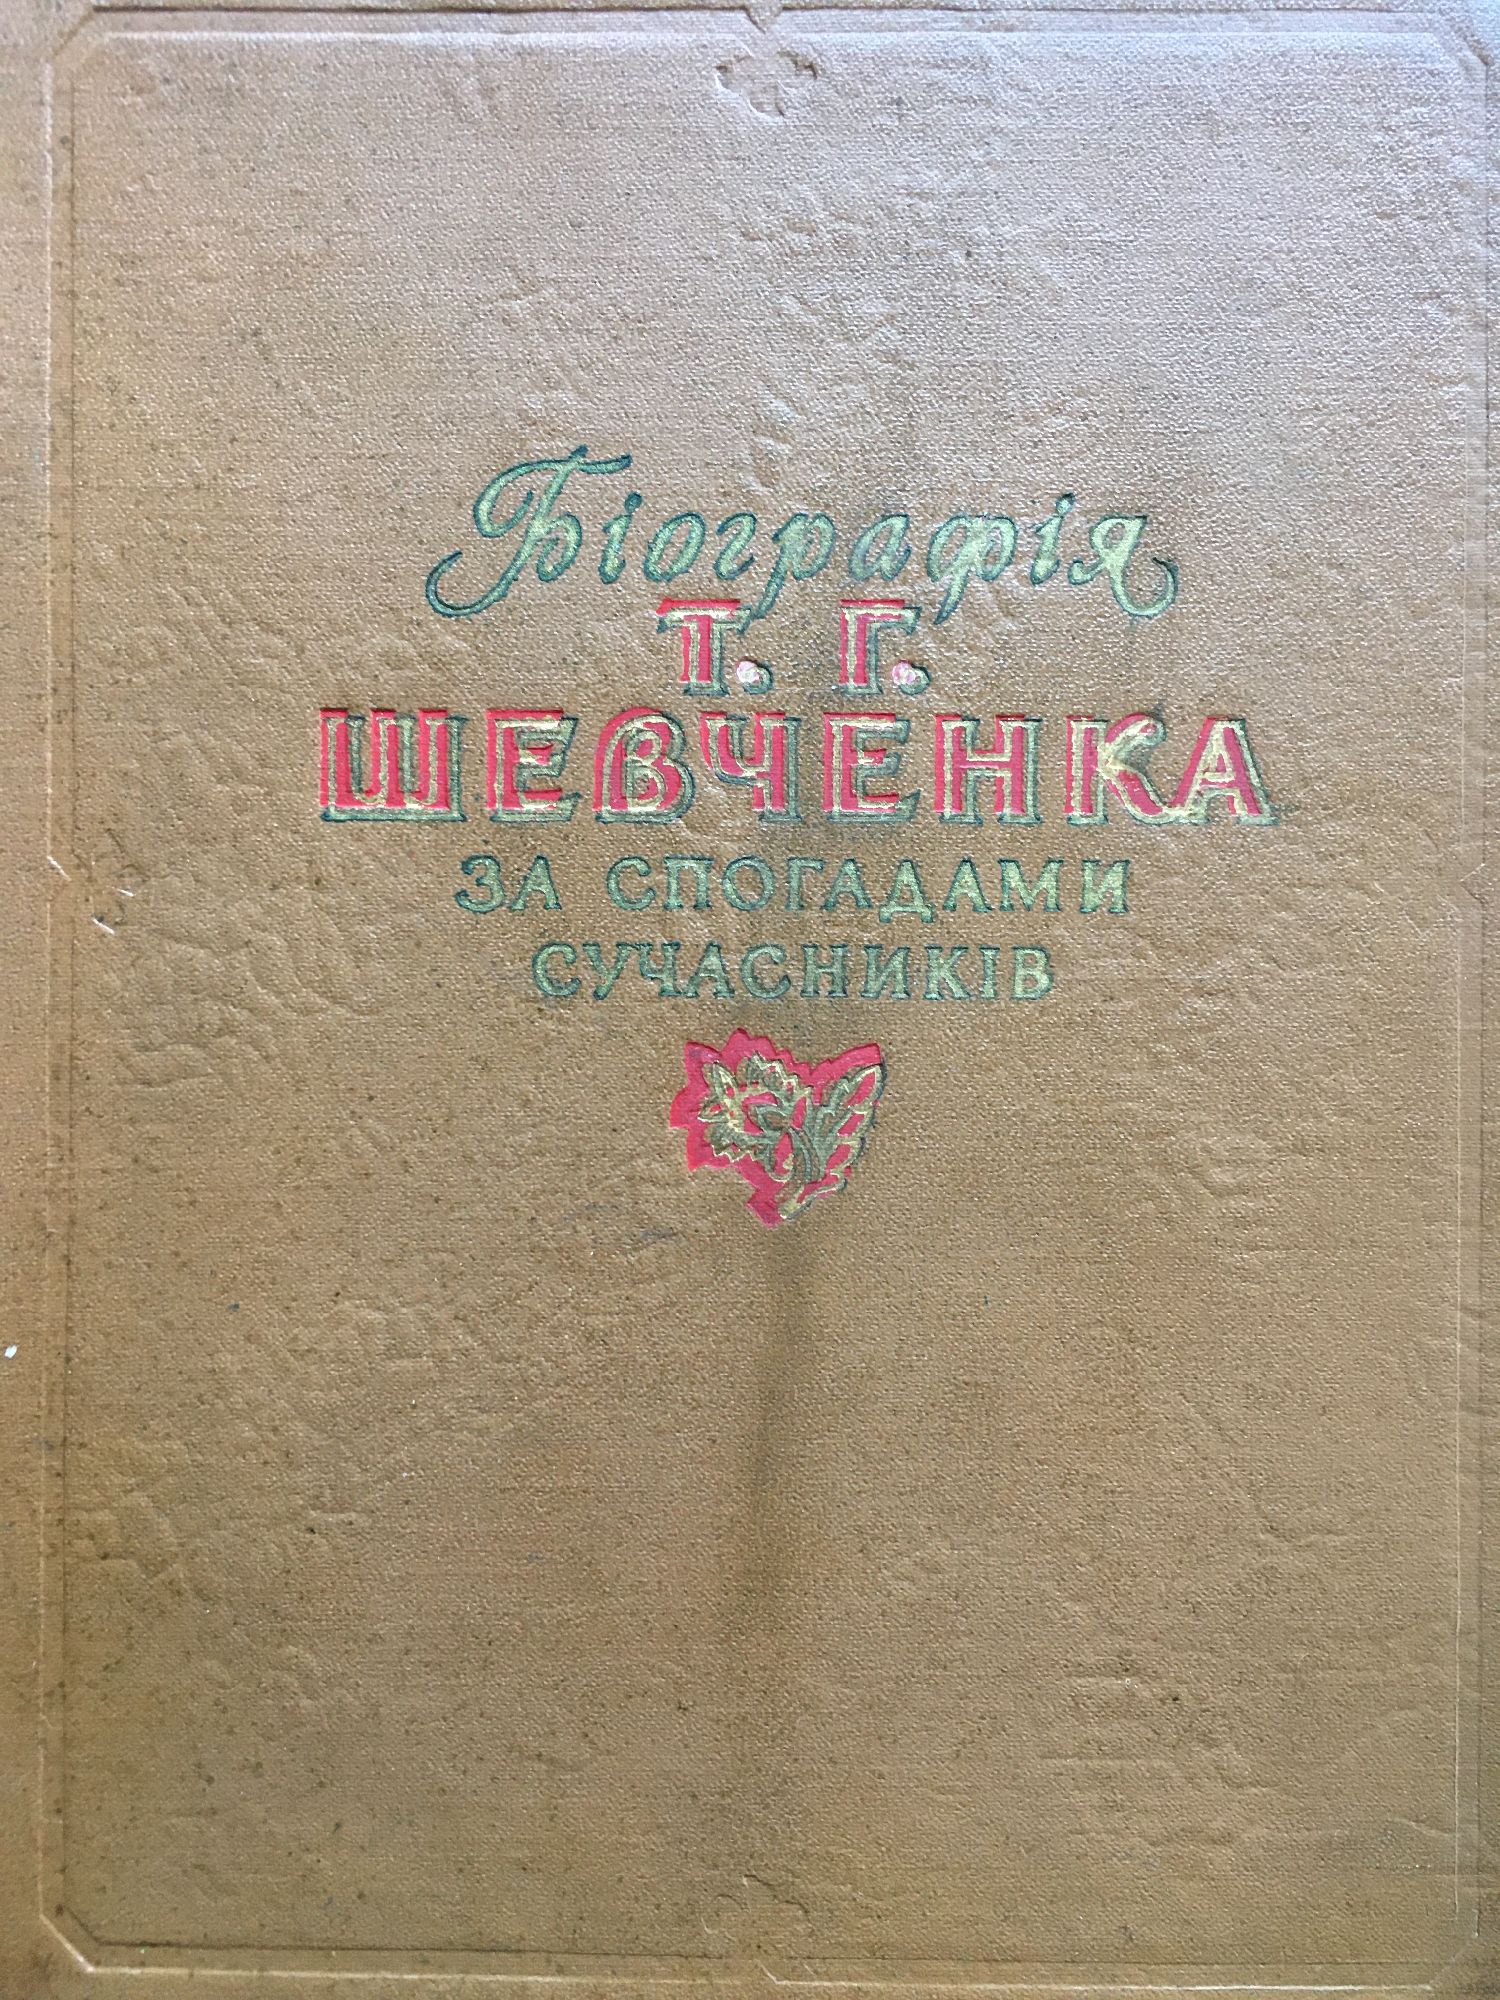 Біографія
Т. Г.
ШЕВЧЕНКА
ЗА СПОГАДАМИ
СУЧАСНИКІВ